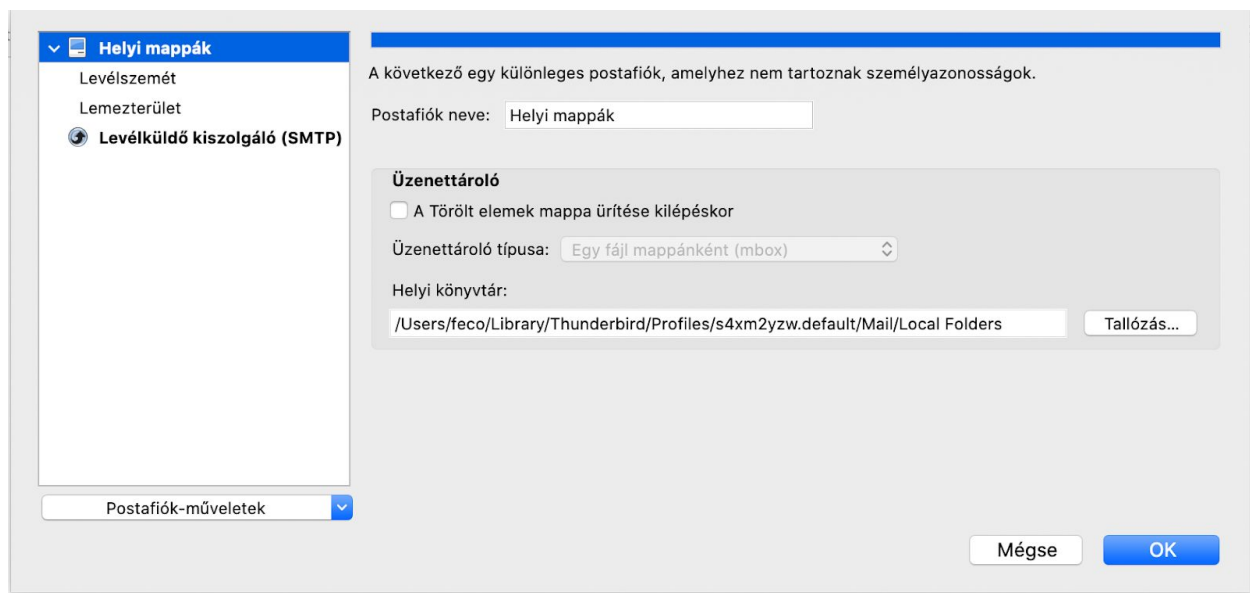 Helyi mappák
Levélszemét
Lemezterület
Levélküldő kiszolgáló (SMTP)
Postafiók-műveletek
A következő egy különleges postafiók, amelyhez nem tartoznak személyazonosságok.
Postafiók neve: Helyi mappák
Üzenettároló
A Törölt elemek mappa ürítése kilépéskor
Üzenettároló típusa: Egy fájl mappánként (mbox)
Helyi könyvtár:
/Users/feco/Library/Thunderbird/Profiles/s4xm2yzw.default/Mail/Local Folders Tallózás...
Mégse OK